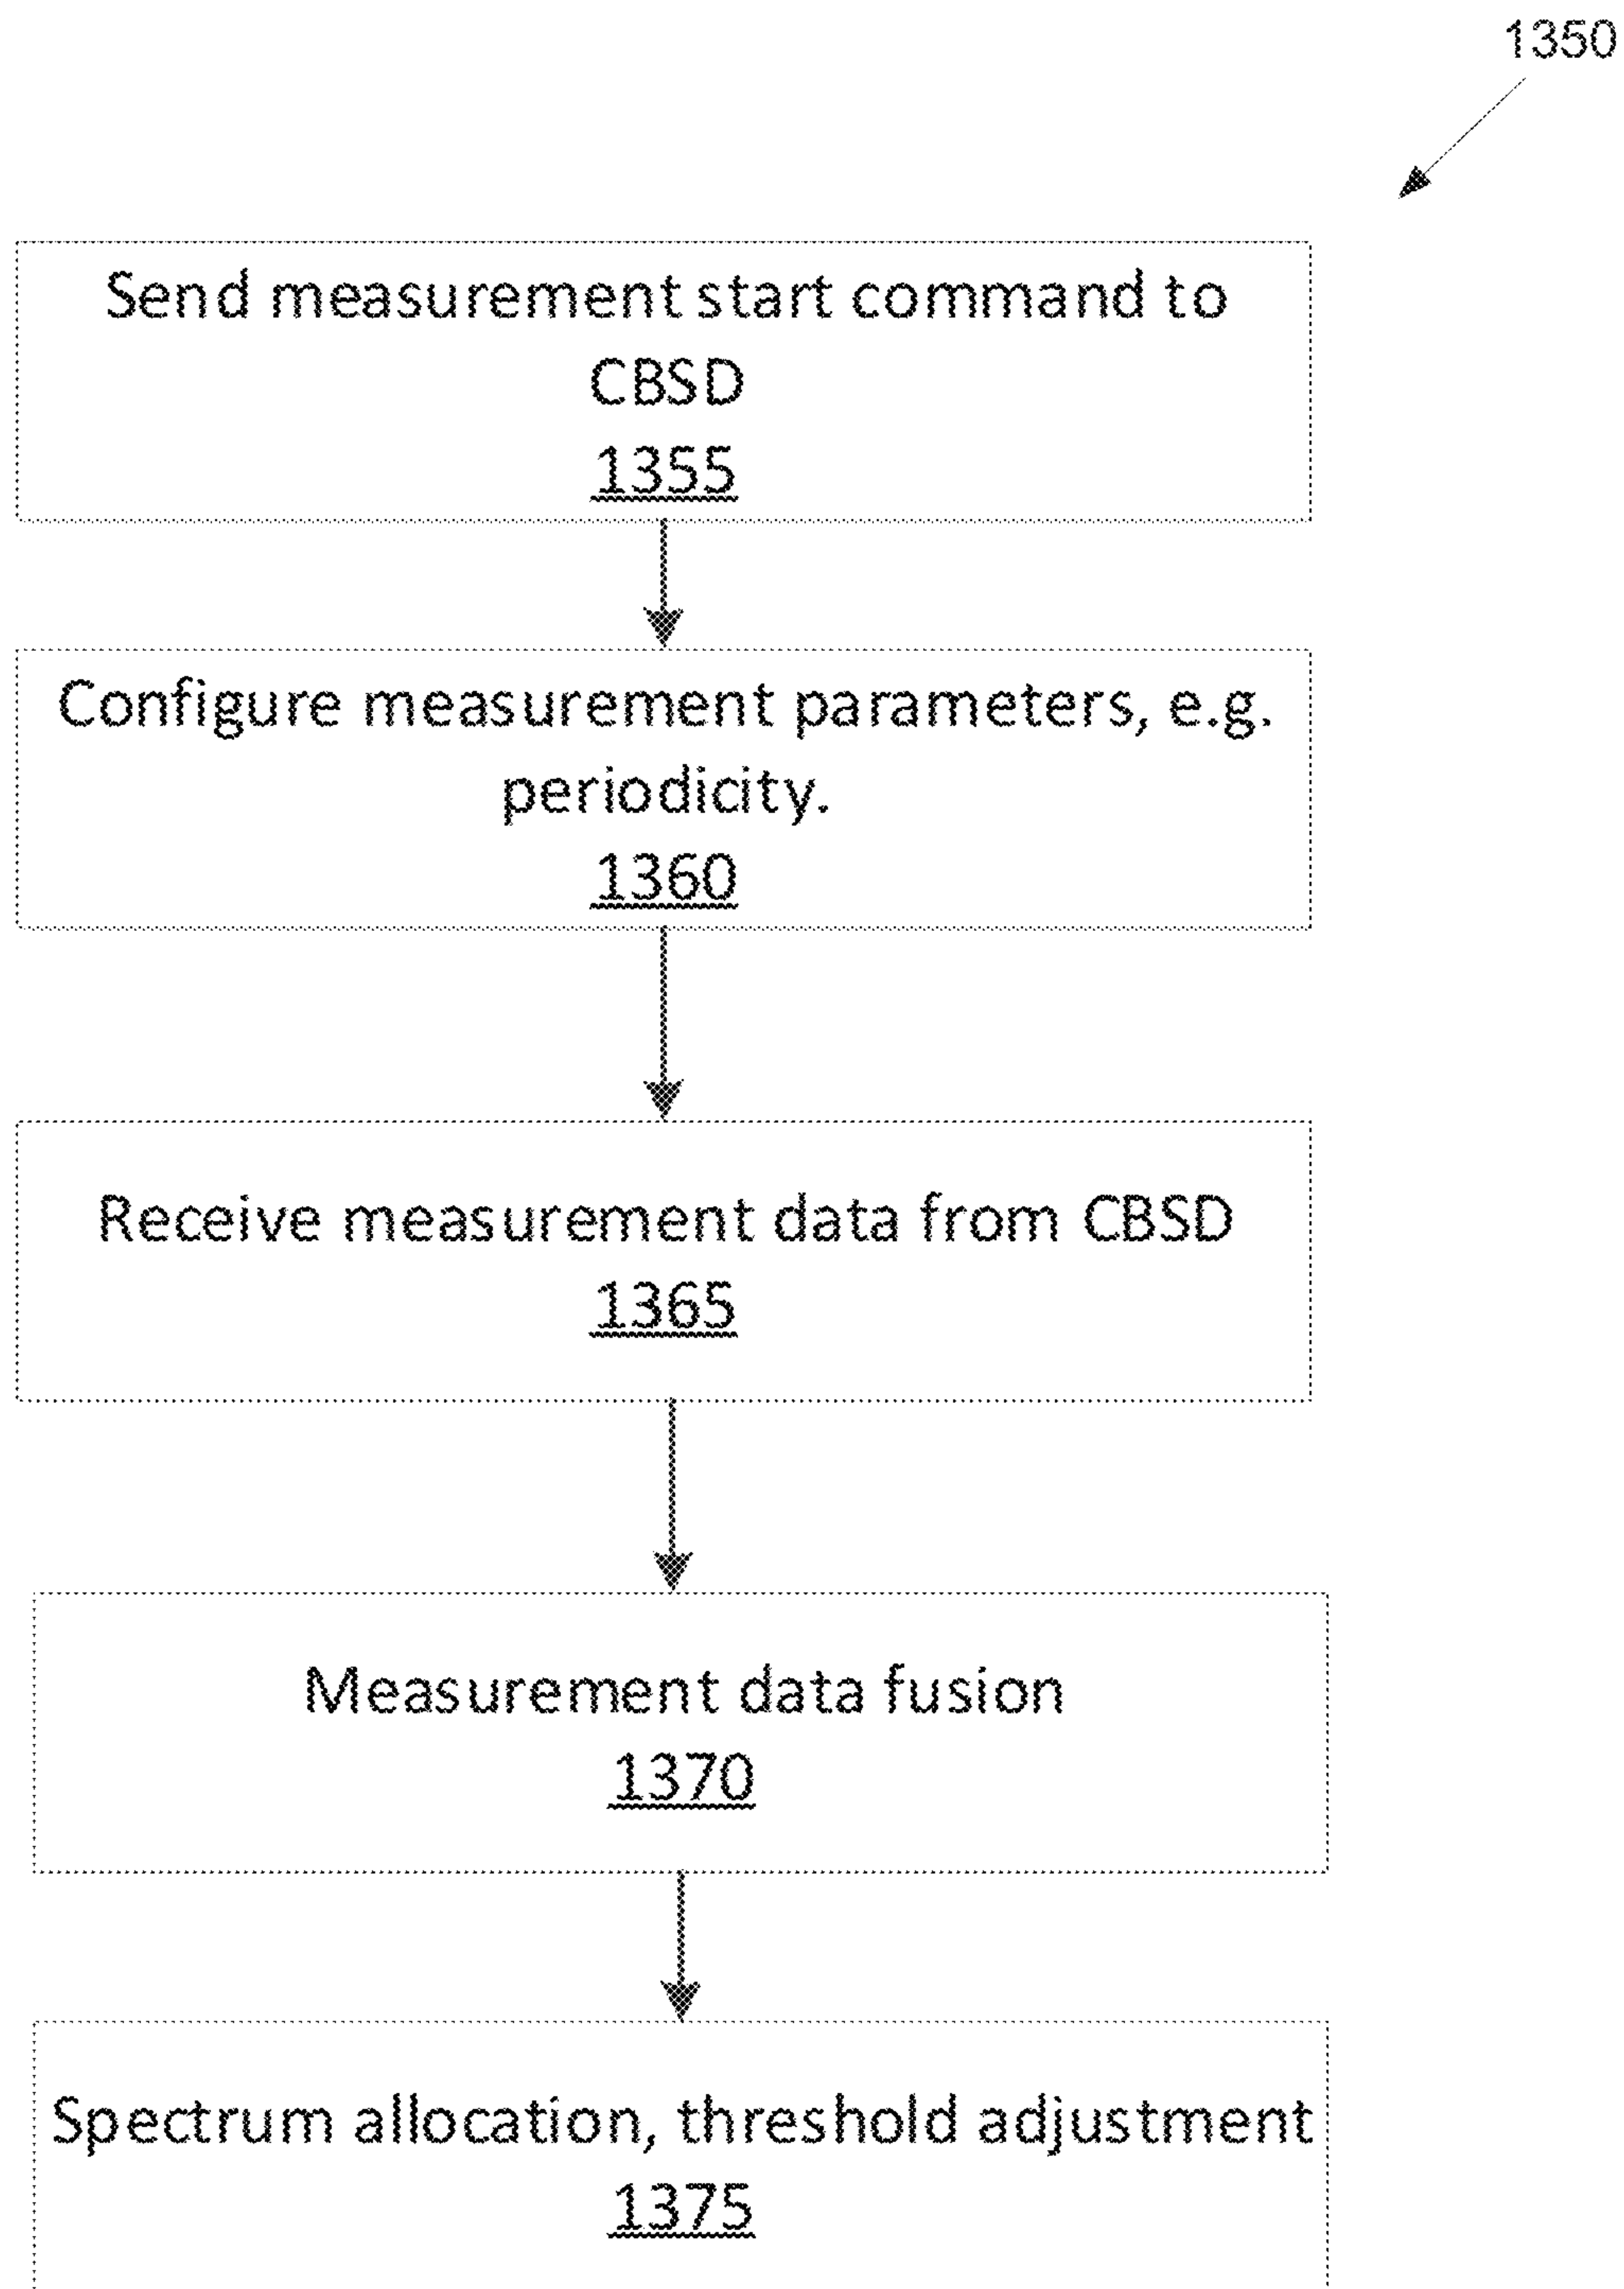 1350
Send measurement start command to
CBSD
1355
Configure measurement parameters, e.g.
periodicity.
1360
Receive measurement data from CBSD
1365
Measurement data fusion
1370
Spectrum allocation, threshold adjustment
1375